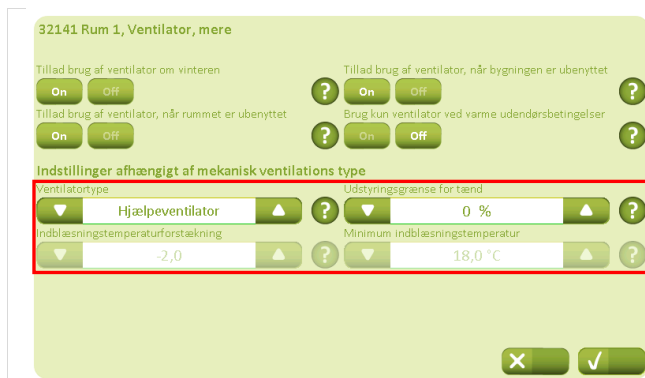 32141 Rum 1, Ventilator, mere
Tillad brug af ventilator om vinteren
Tillad brug af ventilator, når bygningen er ubenyttet
On Off ?
On Off ?
Tillad brug af ventilator, når rummet er ubenyttet
Brug kun ventilator ved varme udendørsbetingelser
On Off ?
On Off ?
Indstillinger afhængigt af mekanisk ventilations type
Ventilatortype
Udstyringsgrænse for tænd
Hjælpeventilator ?
0 % ?
Indblæsningstemperaturforstækning
Minimum indblæsningstemperatur
-2,0 ?
18,0 °C ?